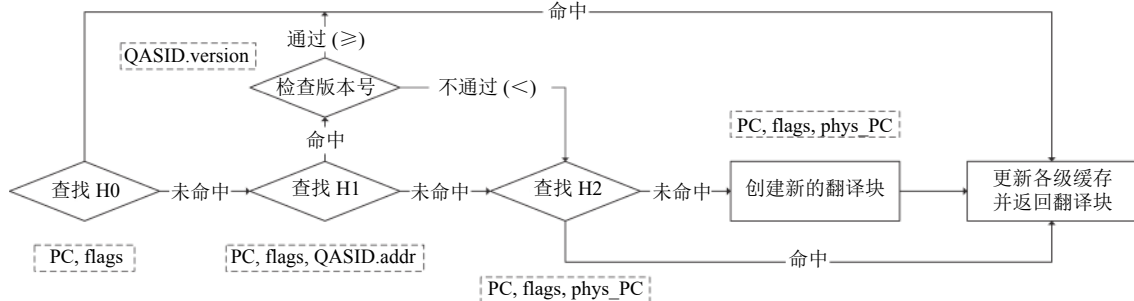 命中
通过 (≥)
QASID.version
检查版本号
不通过 (<)
命中
PC, flags, phys_PC
查找 H0
未命中
查找 H1
未命中
查找 H2
未命中
创建新的翻译块
更新各级缓存
并返回翻译块
PC, flags
PC, flags, QASID.addr
命中
PC, flags, phys_PC